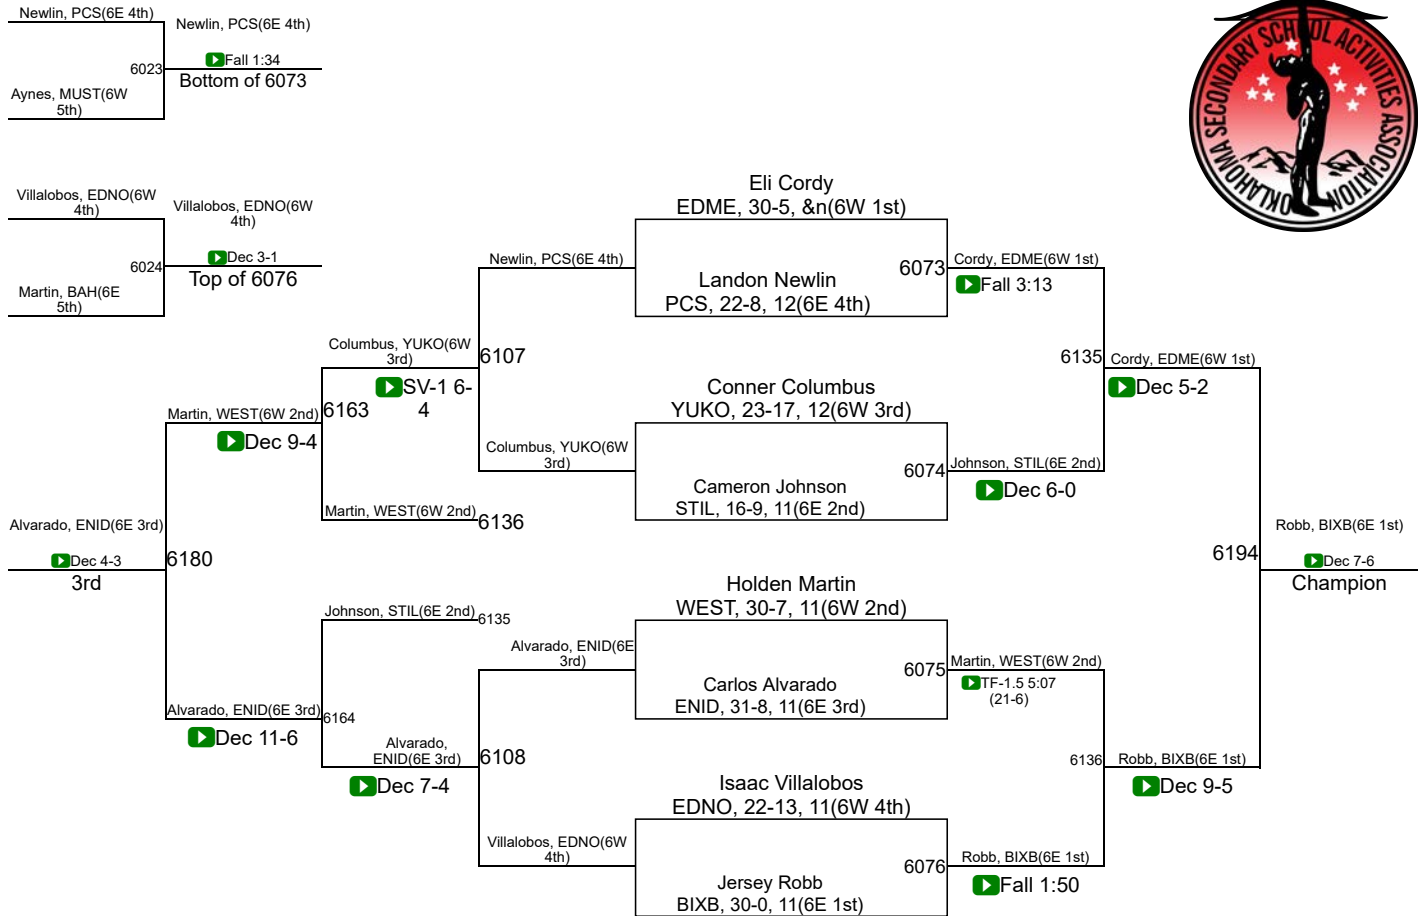 Newlin, PCS(6E 4th)
Newlin, PCS(6E 4th)
Fall 1:34
6023
Bottom of 6073
Aynes, MUST(6W
5th)
OKLAHOMA SECONDARY SCHOOL ACTIVITIES ASSOCIATION
Villalobos, EDNO(6W
4th)
Villalobos, EDNO(6W
4th)
Dec 3-1
6024
Top of 6076
Martin, BAH(6E
5th)
Eli Cordy
EDME, 30-5, &n(6W 1st)
Newlin, PCS(6E 4th)
Landon Newlin
PCS, 22-8, 12(6E 4th)
6073
Cordy, EDME(6W 1st)
Fall 3:13
Columbus, YUKO(6W
3rd)
6107
SV-1 6-
4
6135
Cordy, EDME(6W 1st)
Dec 5-2
Conner Columbus
YUKO, 23-17, 12(6W 3rd)
Martin, WEST(6W 2nd)
6163
Dec 9-4
Columbus, YUKO(6W
3rd)
Cameron Johnson
STIL, 16-9, 11(6E 2nd)
6074
Johnson, STIL(6E 2nd)
Dec 6-0
Martin, WEST(6W 2nd)
6136
Alvarado, ENID(6E 3rd)
Dec 4-3
3rd
6180
6194
Robb, BIXB(6E 1st)
Dec 7-6
Champion
Holden Martin
WEST, 30-7, 11(6W 2nd)
Johnson, STIL(6E 2nd)
6135
Alvarado, ENID(6E
3rd)
Carlos Alvarado
ENID, 31-8, 11(6E 3rd)
6075
Martin, WEST(6W 2nd)
TF-1.5 5:07
(21-6)
Alvarado, ENID(6E 3rd)
6164
Dec 11-6
Alvarado,
ENID(6E 3rd)
6108
Dec 7-4
6136
Robb, BIXB(6E 1st)
Dec 9-5
Isaac Villalobos
EDNO, 22-13, 11(6W 4th)
Villalobos, EDNO(6W
4th)
Jersey Robb
BIXB, 30-0, 11(6E 1st)
6076
Robb, BIXB(6E 1st)
Fall 1:50